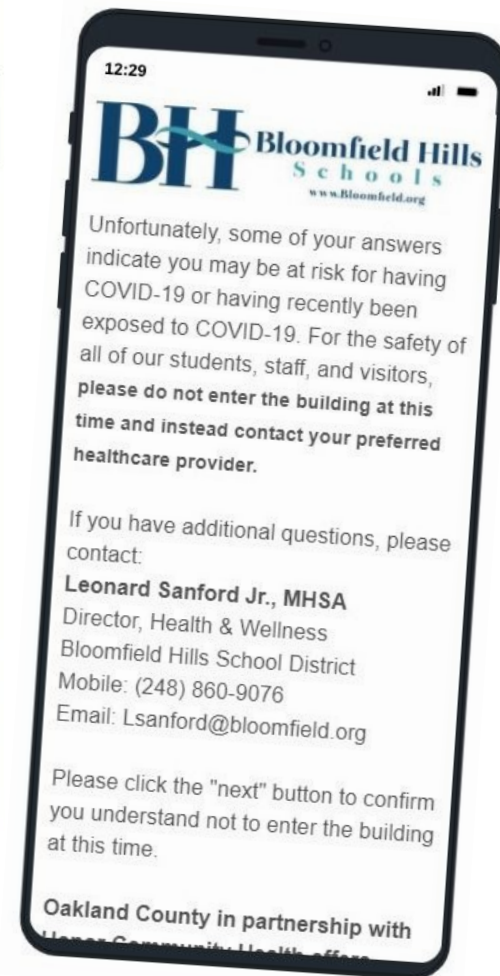 12:29
BH Bloomfield Hills
Schools
www.Bloomfield.org
Unfortunately, some of your answers
indicate you may be at risk for having
COVID-19 or having recently been
exposed to COVID-19. For the safety of
all of our students, staff, and visitors,
please do not enter the building at this
time and instead contact your preferred
healthcare provider.
If you have additional questions, please
contact:
Leonard Sanford Jr., MHSA
Director, Health & Wellness
Bloomfield Hills School District
Mobile: (248) 860-9076
Email: Lsanford@bloomfield.org
Please click the "next" button to confirm
you understand not to enter the building
at this time.
Oakland County in partnership with
Honor Community Health offers